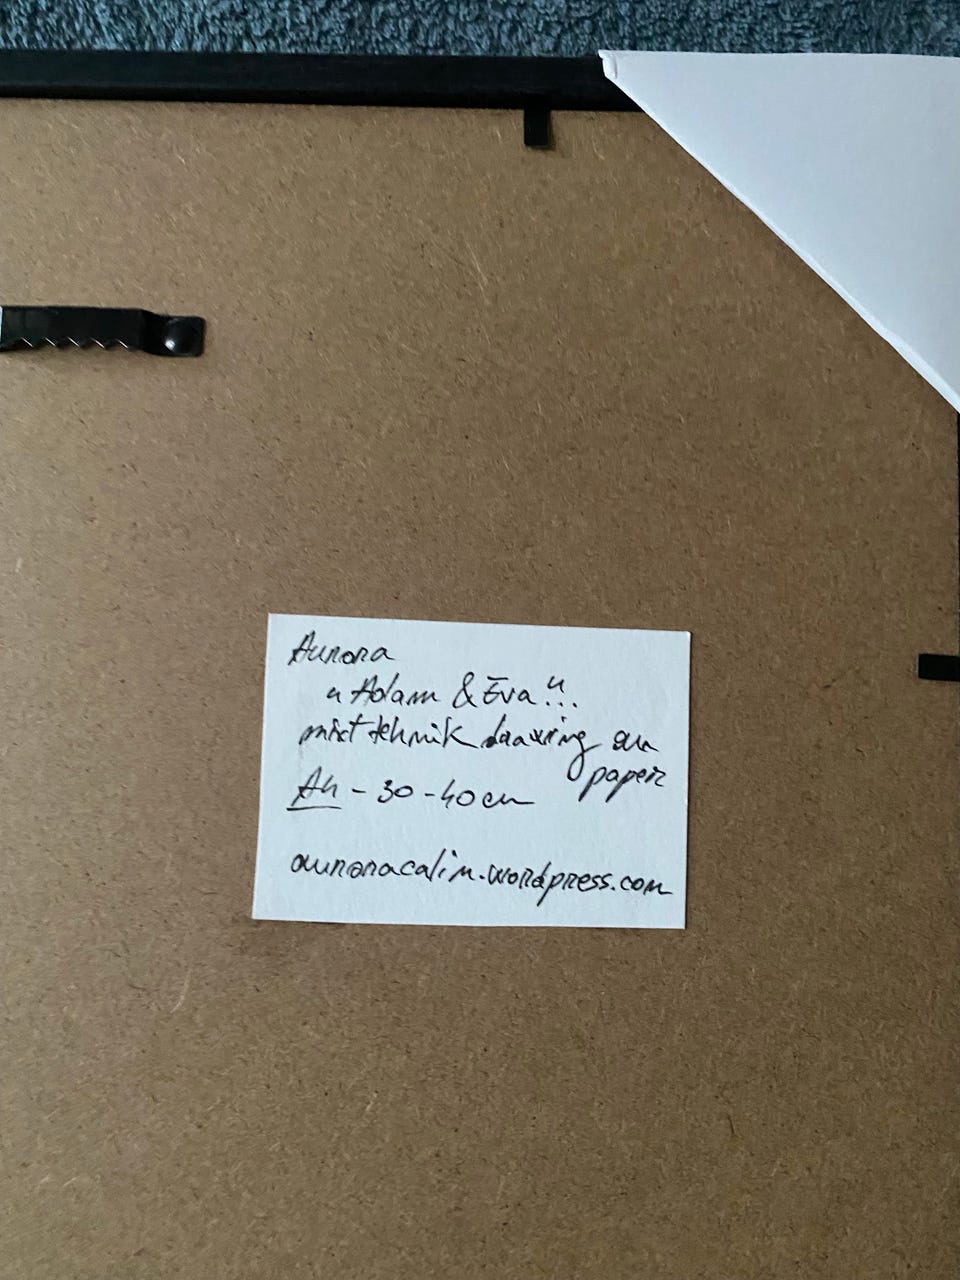 Aurora
"Adam & Eva"...
mixt tehnik drawing on
paper
A4 - 30 - 40 cm
auroracalin.wordpress.com